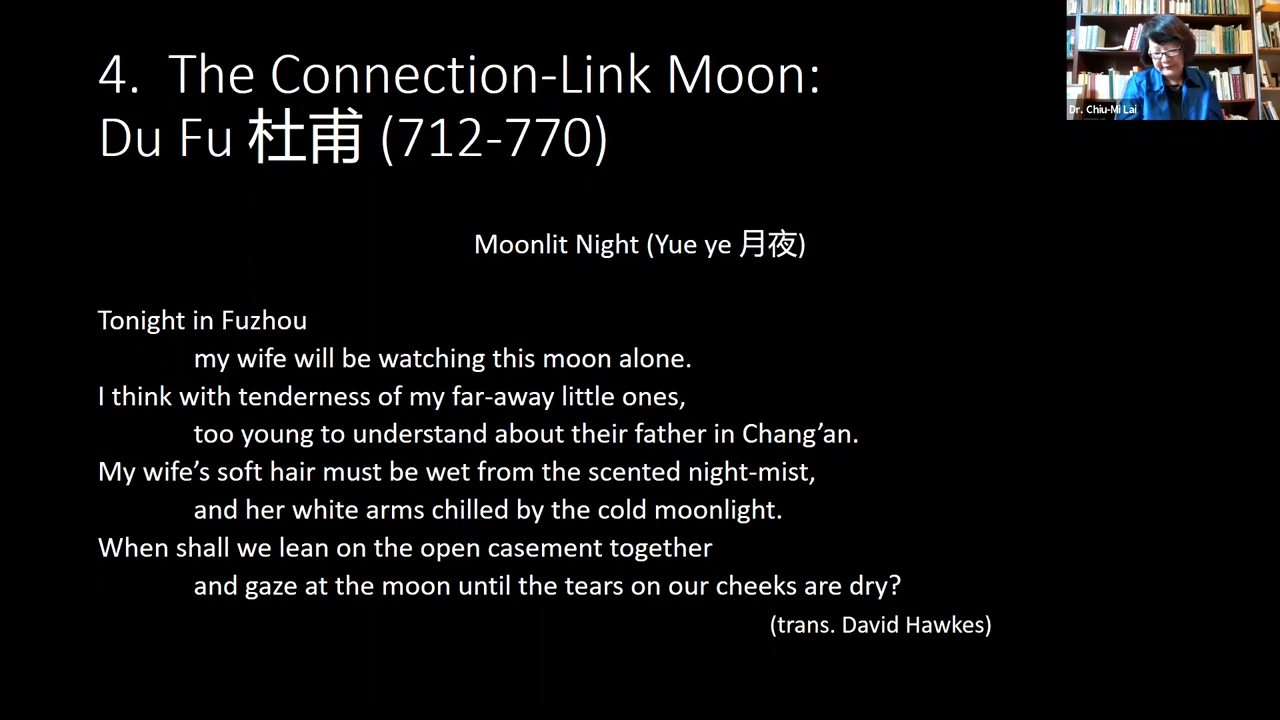 4. The Connection-Link Moon:
Du Fu 杜甫 (712-770)
Dr. Chiu-Mi Lai
Moonlit Night (Yue ye 月夜)
Tonight in Fuzhou
my wife will be watching this moon alone.
I think with tenderness of my far-away little ones,
too young to understand about their father in Chang’an.
My wife’s soft hair must be wet from the scented night-mist,
and her white arms chilled by the cold moonlight.
When shall we lean on the open casement together
and gaze at the moon until the tears on our cheeks are dry?
(trans. David Hawkes)